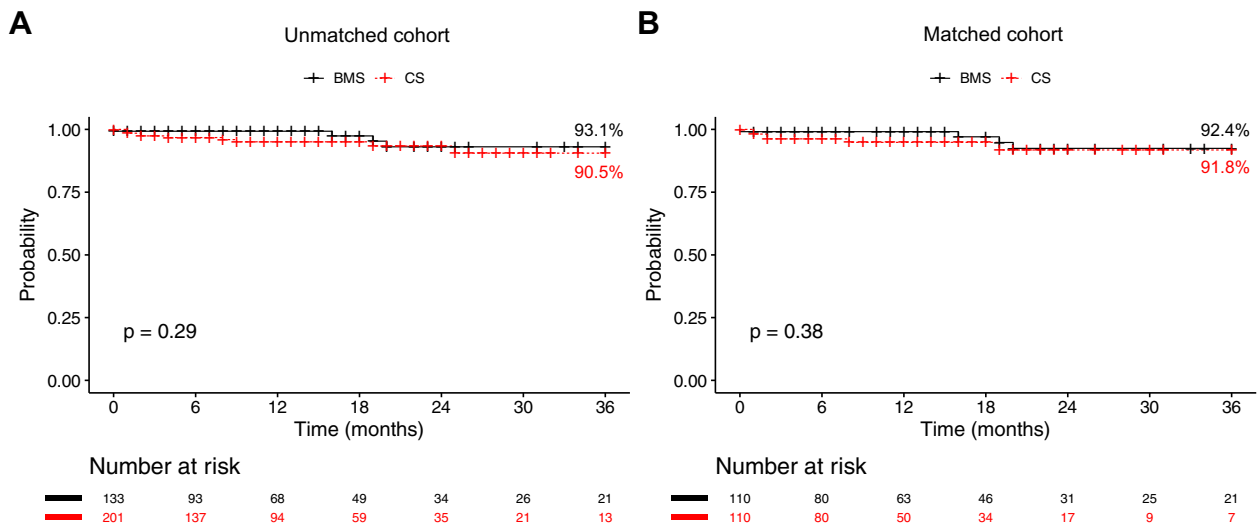 A
Unmatched cohort
BMS CS
1.00
0.75
0.50
0.25
0.00
Probability
93.1%
90.5%
p = 0.29
0 6 12 18 24 30 36
Time (months)
Number at risk
133 93 68 49 34 26 21
201 137 94 59 35 21 13
B
Matched cohort
BMS CS
1.00
0.75
0.50
0.25
0.00
Probability
92.4%
91.8%
p = 0.38
0 6 12 18 24 30 36
Time (months)
Number at risk
110 80 63 46 31 25 21
110 80 50 34 17 9 7